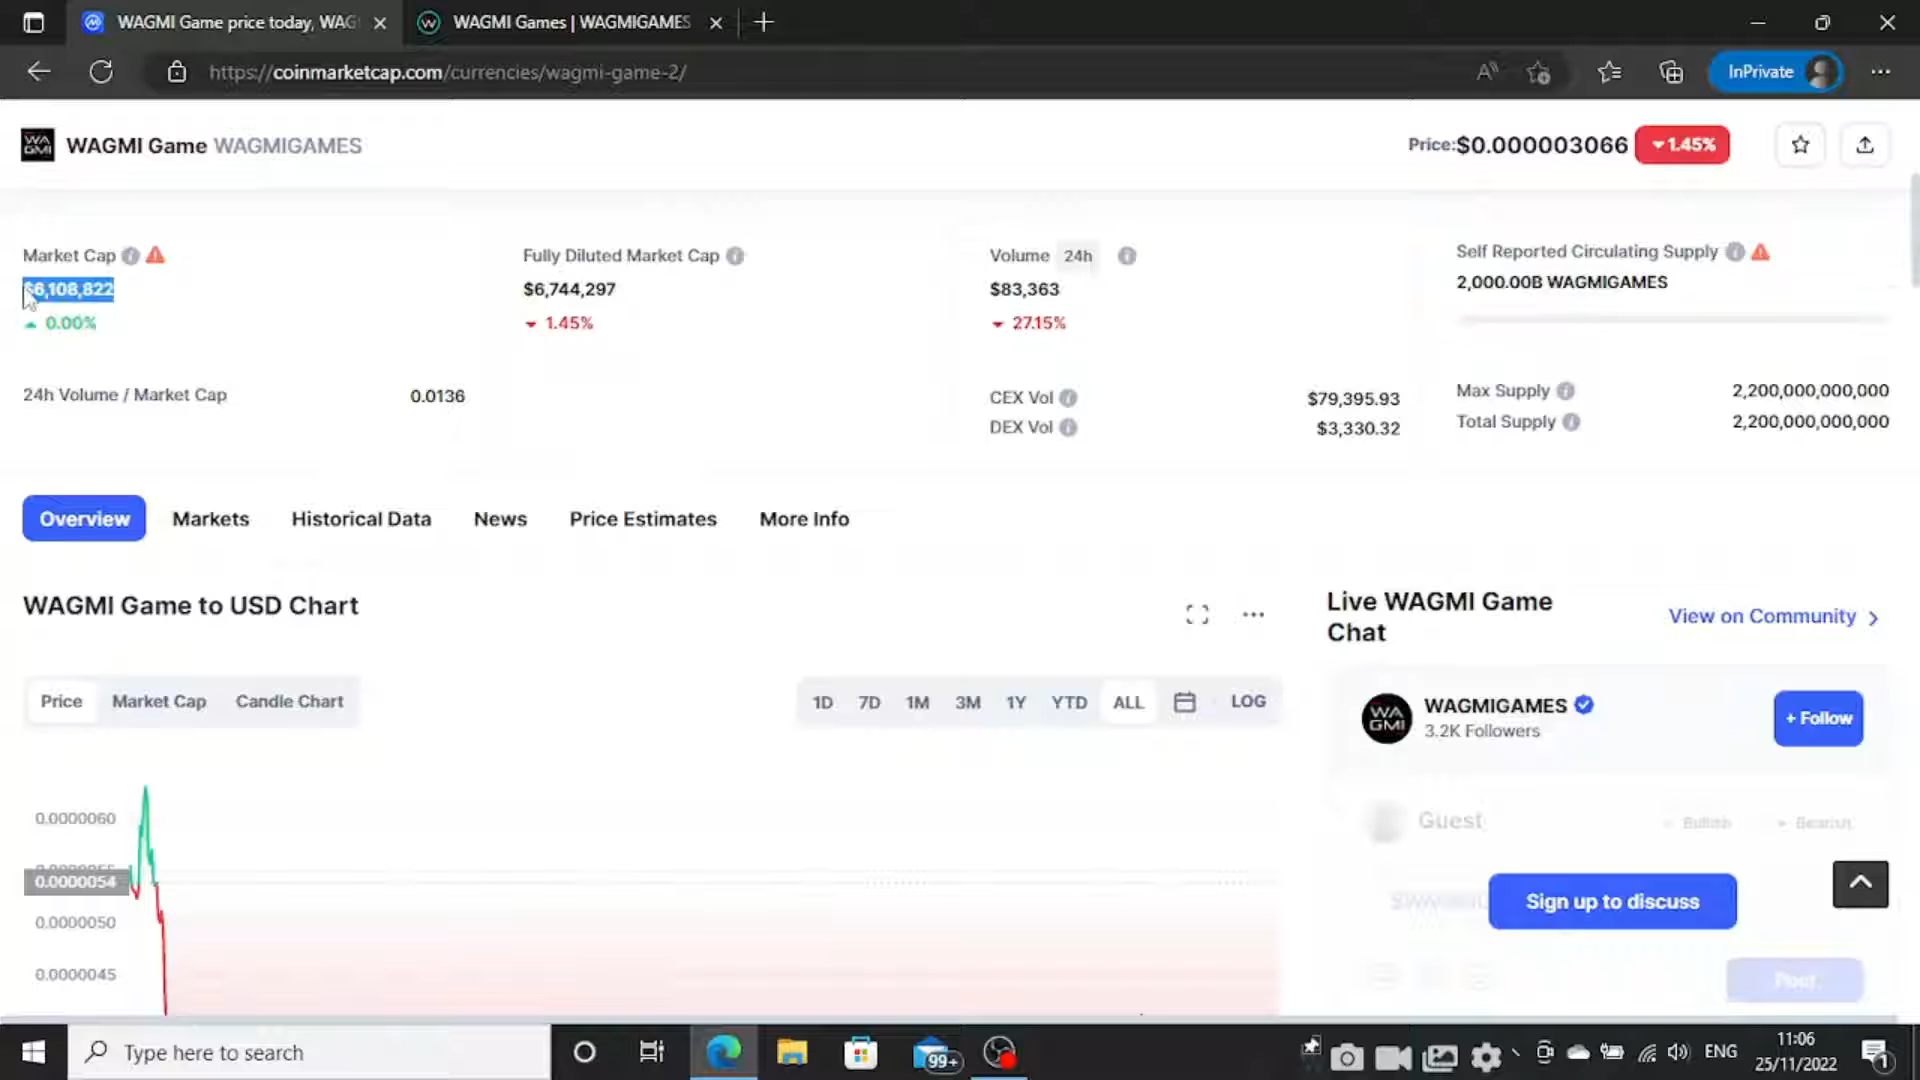 WAGMI Game price today, WAG
WAGMI Games | WAGMIGAMES
https://coinmarketcap.com/currencies/wagmi-game-2/
InPrivate
WAGMI Game WAGMIGAMES
Price:$0.000003066
1.45%
Market Cap
$6,108,822
0.00%
Fully Diluted Market Cap
$6,744,297
1.45%
Volume 24h
$83,363
27.15%
Self Reported Circulating Supply
2,000.00B WAGMIGAMES
24h Volume / Market Cap 0.0136
CEX Vol $79,395.93
DEX Vol $3,330.32
Max Supply 2,200,000,000,000
Total Supply 2,200,000,000,000
Overview Markets Historical Data News Price Estimates More Info
WAGMI Game to USD Chart
Live WAGMI Game
Chat
View on Community
Price Market Cap Candle Chart
1D 7D 1M 3M 1Y YTD ALL LOG
WAGMI
WAGMIGAMES
3.2K Followers
+ Follow
0.0000060
0.0000054
0.0000050
0.0000045
Guest
Bullish
Bearish
Sign up to discuss
Post
Type here to search
99+
ENG
11:06
25/11/2022
1